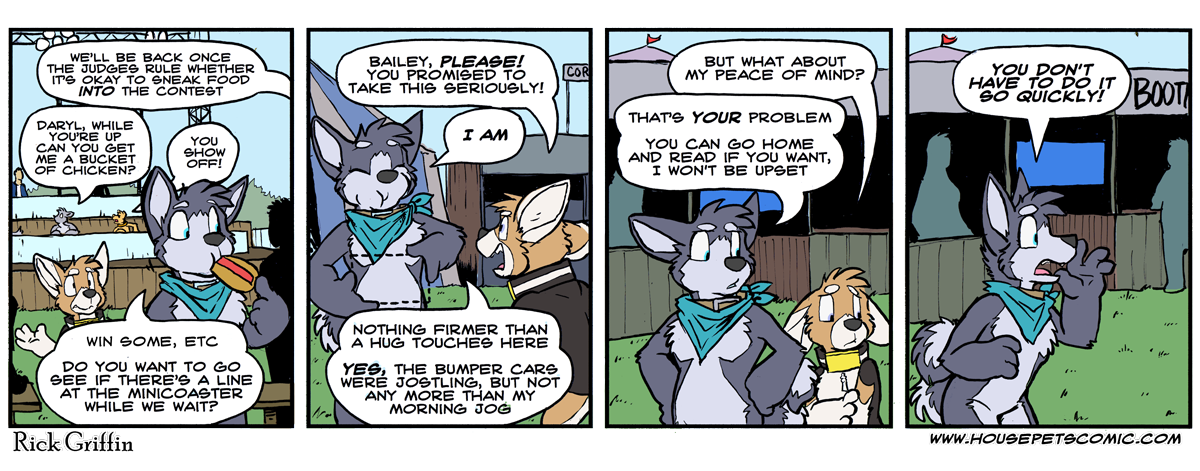 WE'LL BE BACK ONCE
THE JUDGES RULE WHETHER
IT'S OKAY TO SNEAK FOOD
INTO THE CONTEST
DARYL, WHILE
YOU'RE UP
CAN YOU GET
ME A BUCKET
OF CHICKEN?
YOU
SHOW
OFF!
WIN SOME, ETC
DO YOU WANT TO GO
SEE IF THERE'S A LINE
AT THE MINICOASTER
WHILE WE WAIT?
BAILEY, PLEASE!
YOU PROMISED TO
TAKE THIS SERIOUSLY!
COR
I AM
NOTHING FIRMER THAN
A HUG TOUCHES HERE
YES, THE BUMPER CARS
WERE JOSTLING, BUT NOT
ANY MORE THAN MY
MORNING JOG
BUT WHAT ABOUT
MY PEACE OF MIND?
THAT'S YOUR PROBLEM
YOU CAN GO HOME
AND READ IF YOU WANT,
I WON'T BE UPSET
YOU DON'T
HAVE TO DO IT
SO QUICKLY!
BOOTH
Rick Griffin
WWW.HOUSEPETSCOMIC.COM